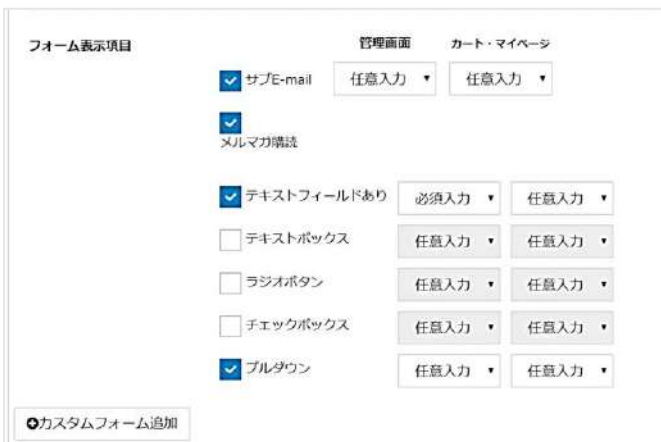 フォーム表示項目 管理画面 カート・マイページ
サブE-mail 任意入力 任意入力
メルマガ購読
テキストフィールドあり 必須入力 任意入力
テキストボックス 任意入力 任意入力
ラジオボタン 任意入力 任意入力
チェックボックス 任意入力 任意入力
プルダウン 任意入力 任意入力
カスタムフォーム追加